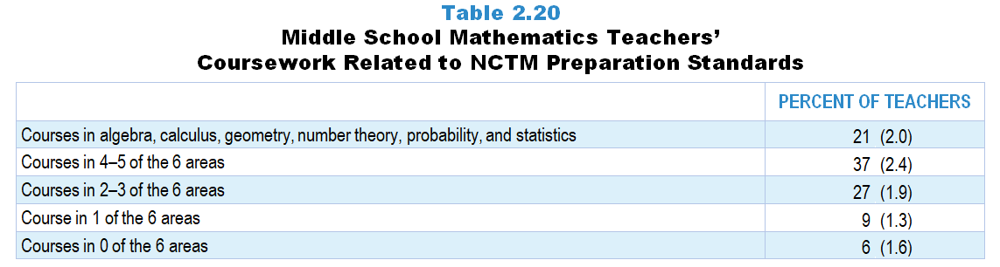 Table 2.20
Middle School Mathematics Teachers’
Coursework Related to NCTM Preparation Standards
PERCENT OF TEACHERS
Courses in algebra, calculus, geometry, number theory, probability, and statistics 21 (2.0)
Courses in 4–5 of the 6 areas 37 (2.4)
Courses in 2–3 of the 6 areas 27 (1.9)
Course in 1 of the 6 areas 9 (1.3)
Courses in 0 of the 6 areas 6 (1.6)